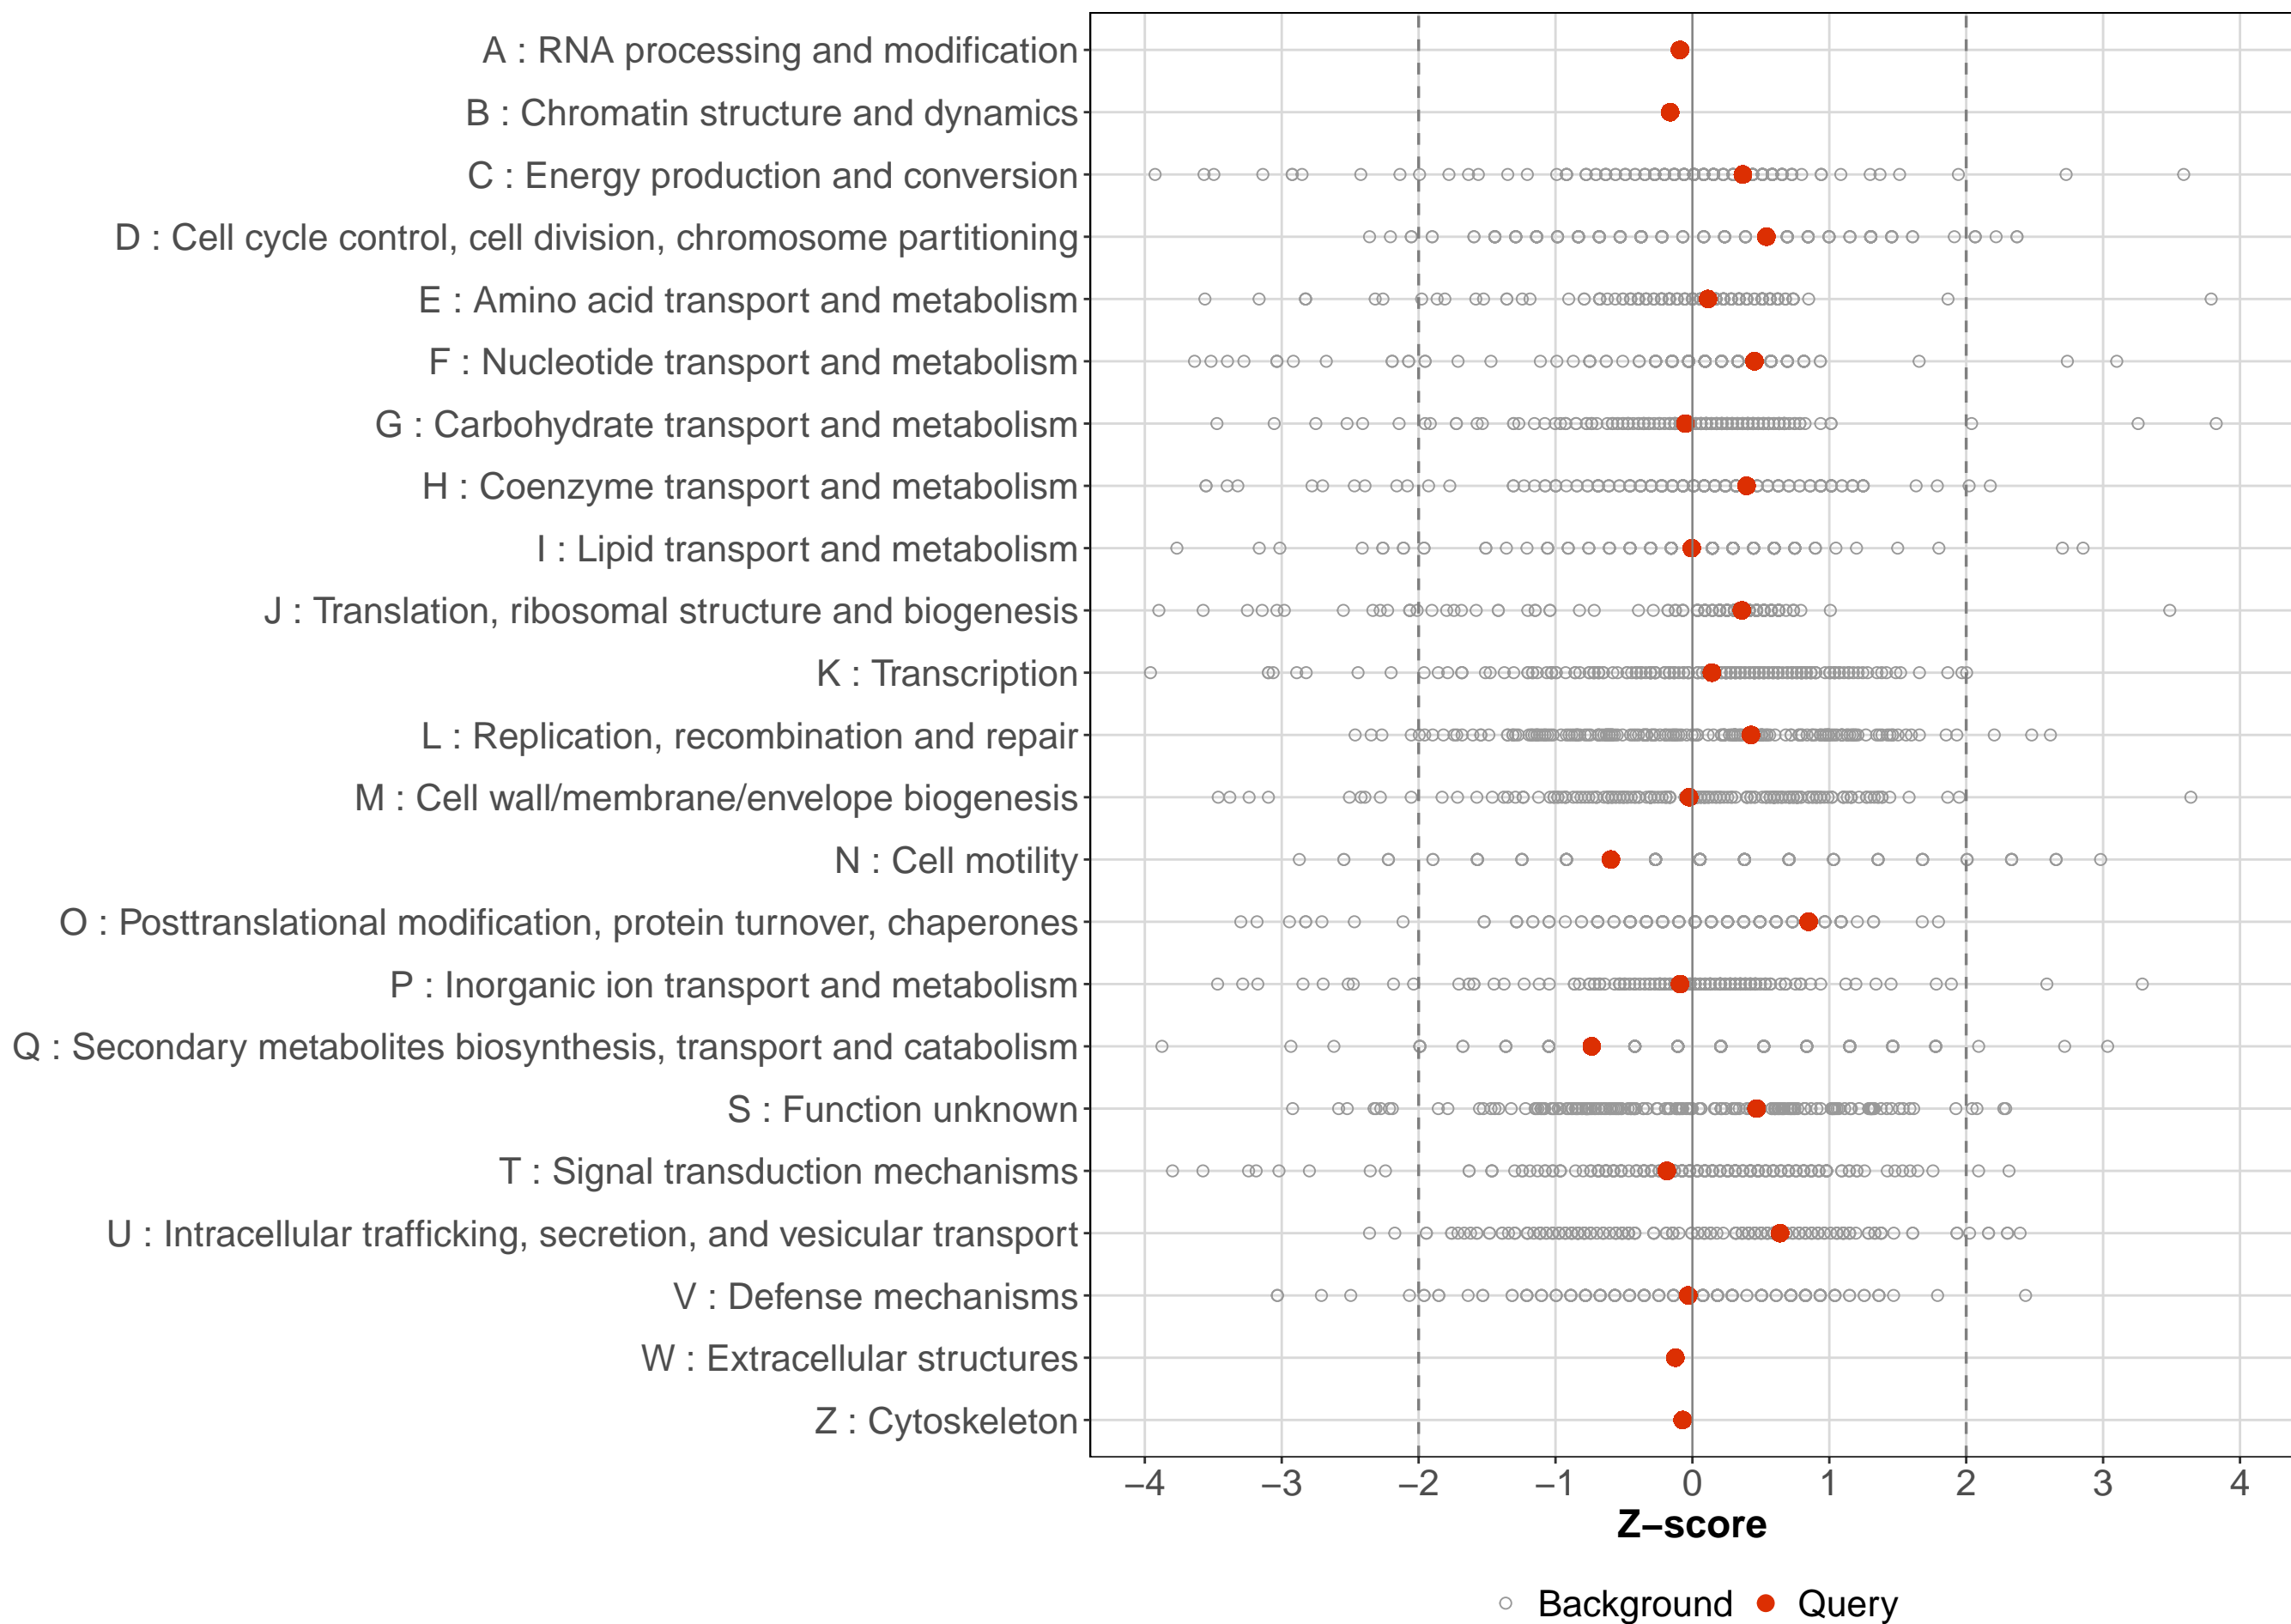 A : RNA processing and modification
B : Chromatin structure and dynamics
C : Energy production and conversion
D : Cell cycle control, cell division, chromosome partitioning
E : Amino acid transport and metabolism
F : Nucleotide transport and metabolism
G : Carbohydrate transport and metabolism
H : Coenzyme transport and metabolism
I : Lipid transport and metabolism
J : Translation, ribosomal structure and biogenesis
K : Transcription
L : Replication, recombination and repair
M : Cell wall/membrane/envelope biogenesis
N : Cell motility
O : Posttranslational modification, protein turnover, chaperones
P : Inorganic ion transport and metabolism
Q : Secondary metabolites biosynthesis, transport and catabolism
S : Function unknown
T : Signal transduction mechanisms
U : Intracellular trafficking, secretion, and vesicular transport
V : Defense mechanisms
W : Extracellular structures
Z : Cytoskeleton
−4 −3 −2 −1 0 1 2 3 4
Z−score
Background Query